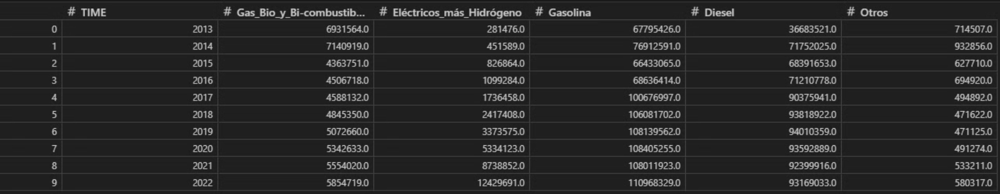 # TIME # Gas_Bio_y_Bi-combustib... # Eléctricos_más_Hidrógeno # Gasolina # Diesel # Otros
0 2013 6931564.0 281476.0 67795426.0 36683521.0 714507.0
1 2014 7140919.0 451589.0 76912591.0 71752025.0 932856.0
2 2015 4363751.0 826864.0 66433065.0 68391653.0 627710.0
3 2016 4506718.0 1099284.0 68636414.0 71210778.0 694920.0
4 2017 4588132.0 1736458.0 100676997.0 90375941.0 494892.0
5 2018 4845350.0 2417408.0 106081702.0 93818922.0 471622.0
6 2019 5072660.0 3373575.0 108139562.0 94010359.0 471125.0
7 2020 5342633.0 5334123.0 108405255.0 93592889.0 491274.0
8 2021 5554020.0 8738852.0 108011923.0 92399916.0 533211.0
9 2022 5854719.0 12429691.0 110968329.0 93169033.0 580317.0